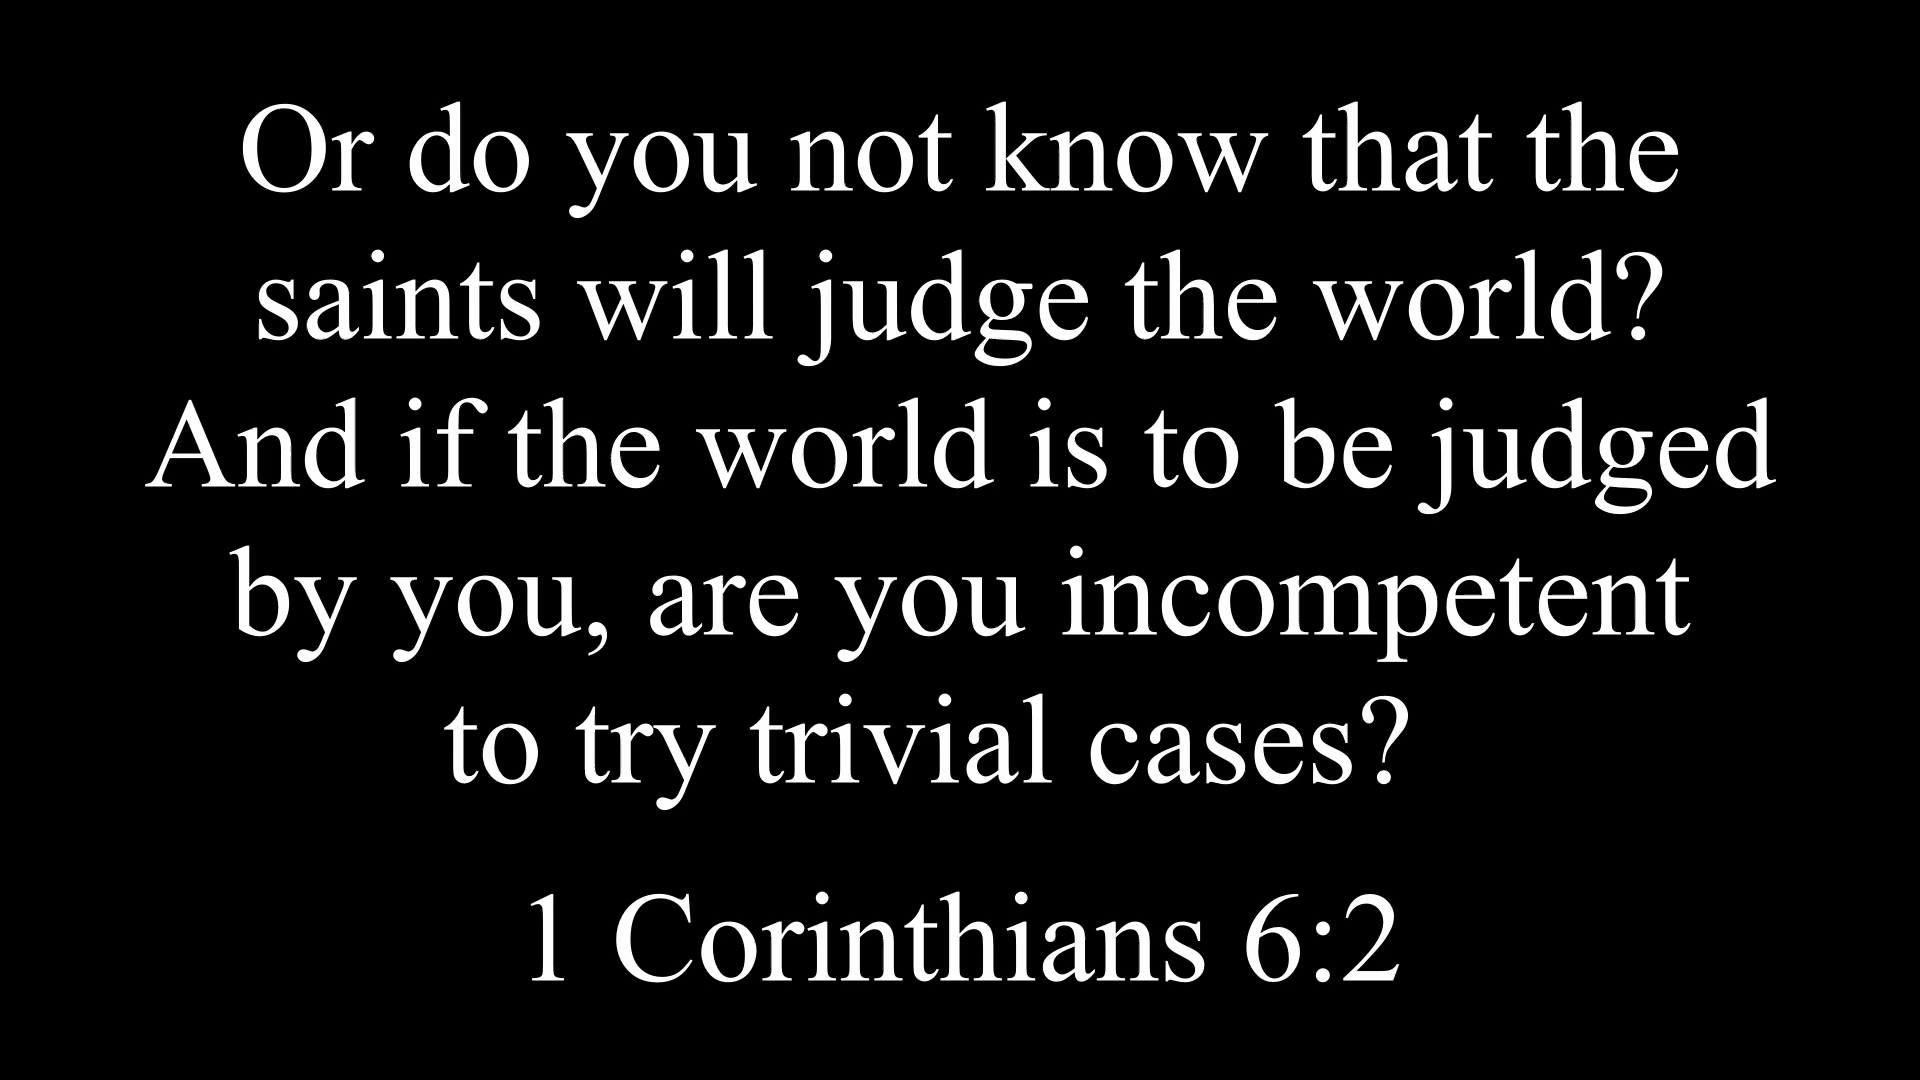 Or do you not know that the
saints will judge the world?
And if the world is to be judged
by you, are you incompetent
to try trivial cases?
1 Corinthians 6:2